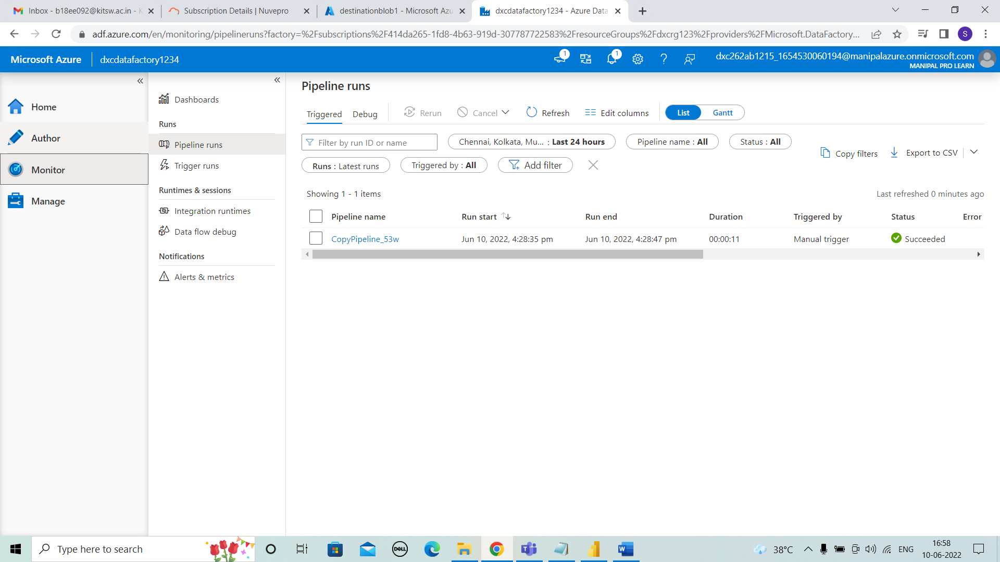 Inbox - b18ee092@kitsw.ac.in - K
Subscription Details | Nuvepro
destinationblob1 - Microsoft Azu
dxcdatafactory1234 - Azure Data
adf.azure.com/en/monitoring/pipelineruns?factory=%2Fsubscriptions%2F414da265-1fd8-4b63-919d-307787722583%2FresourceGroups%2Fdxcrg123%2Fproviders%2FMicrosoft.DataFactory...
S
Microsoft Azure
dxcdatafactory1234
1
1
dxc262ab1215_1654530060194@manipalazure.onmicrosoft.com
MANIPAL PRO LEARN
Home
Author
Monitor
Manage
Dashboards
Runs
Pipeline runs
Trigger runs
Runtimes & sessions
Integration runtimes
Data flow debug
Notifications
Alerts & metrics
Pipeline runs
Triggered Debug Rerun Cancel Refresh Edit columns List Gantt
Filter by run ID or name
Chennai, Kolkata, Mu... : Last 24 hours
Pipeline name : All
Status : All
Copy filters
Export to CSV
Runs : Latest runs
Triggered by : All
Add filter
Showing 1 - 1 items
Last refreshed 0 minutes ago
Pipeline name Run start Run end Duration Triggered by Status Error
CopyPipeline_53w Jun 10, 2022, 4:28:35 pm Jun 10, 2022, 4:28:47 pm 00:00:11 Manual trigger Succeeded
Type here to search
DELL
38°C
ENG
16:58
10-06-2022